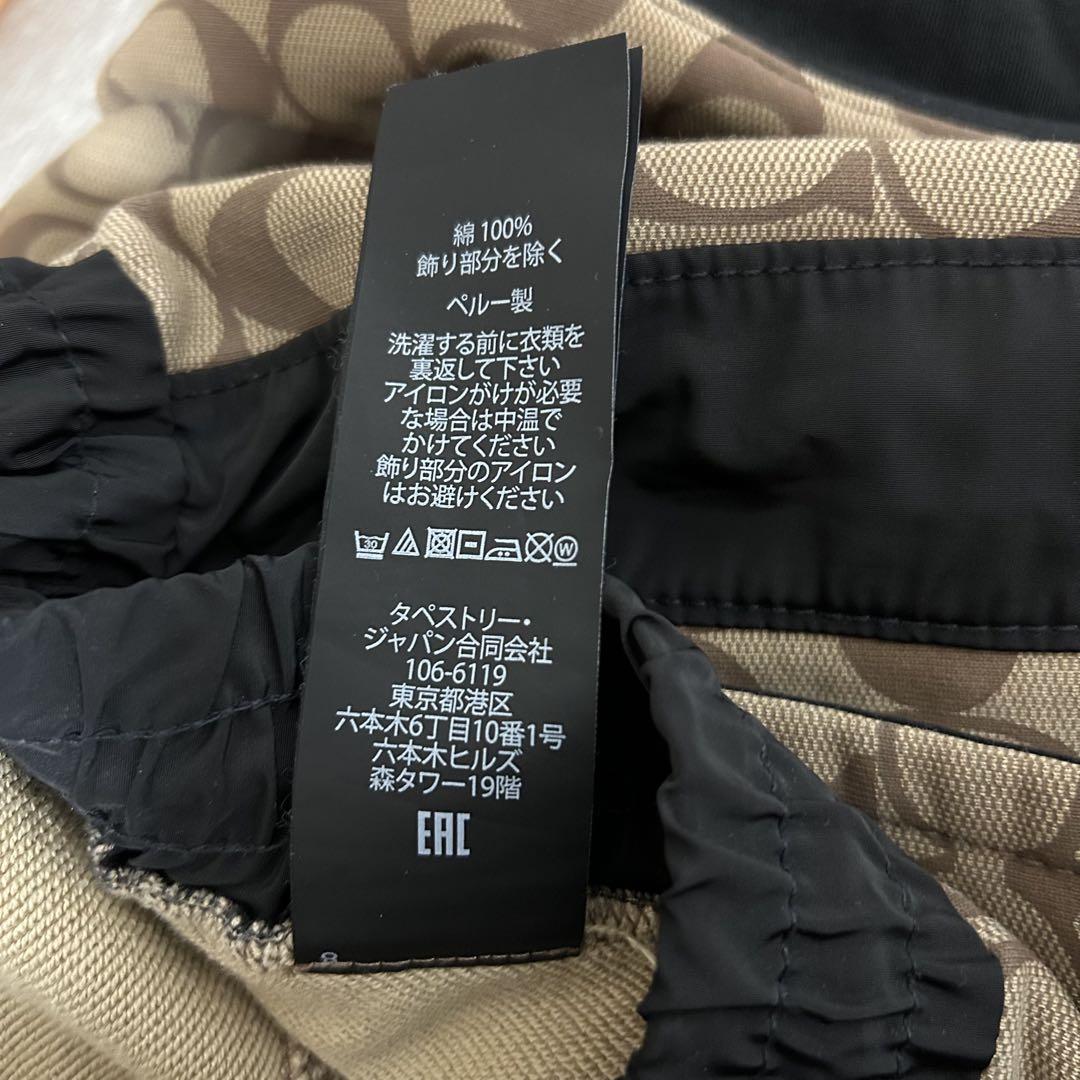 綿 100%
飾り部分を除く
ペルー製
洗濯する前に衣類を
裏返して下さい
アイロンがけが必要
な場合は中温で
かけてください
飾り部分のアイロン
はお避けください
30 W
タペストリー・
ジャパン合同会社
106-6119
東京都港区
六本木6丁目10番1号
六本木ヒルズ
森タワー19階
EAC
8